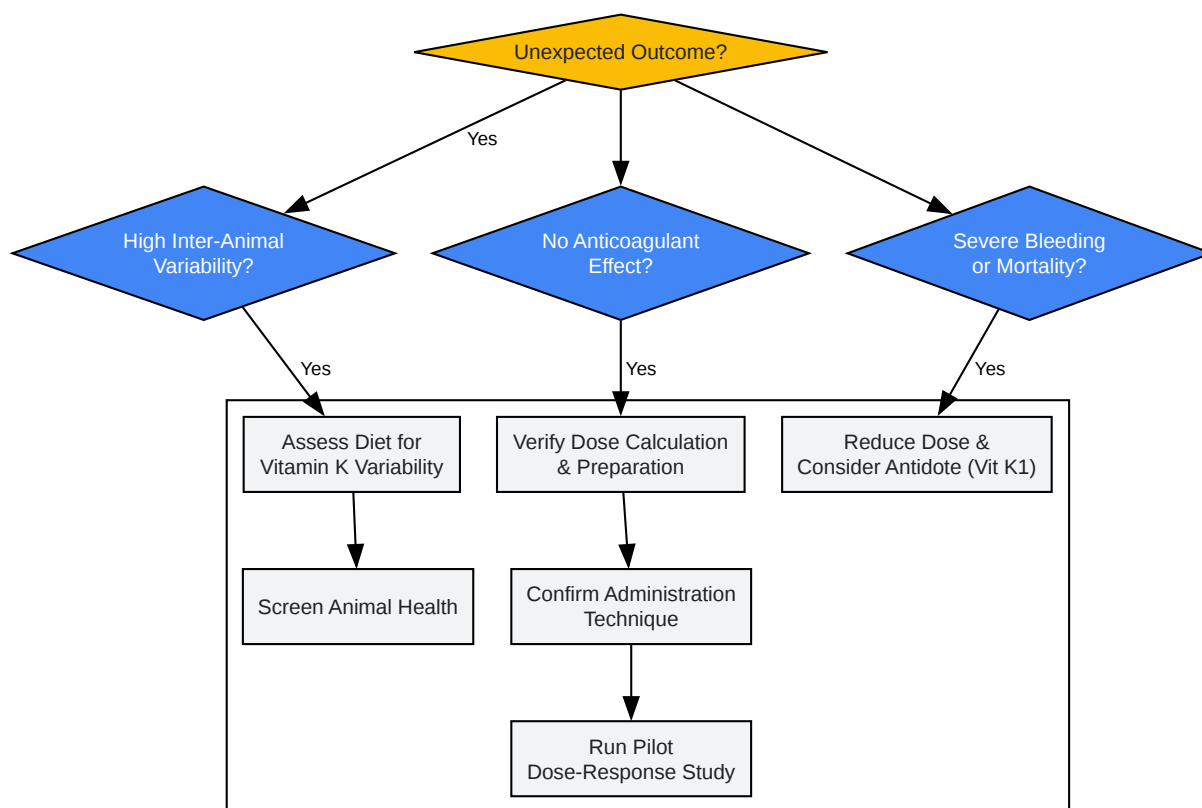 Unexpected Outcome?
Yes
High Inter-Animal
Variability?
No Anticoagulant
Effect?
Severe Bleeding
or Mortality?
Yes
Yes
Yes
Assess Diet for
Vitamin K Variability
Verify Dose Calculation
& Preparation
Reduce Dose &
Consider Antidote (Vit K1)
Screen Animal Health
Confirm Administration
Technique
Run Pilot
Dose-Response Study